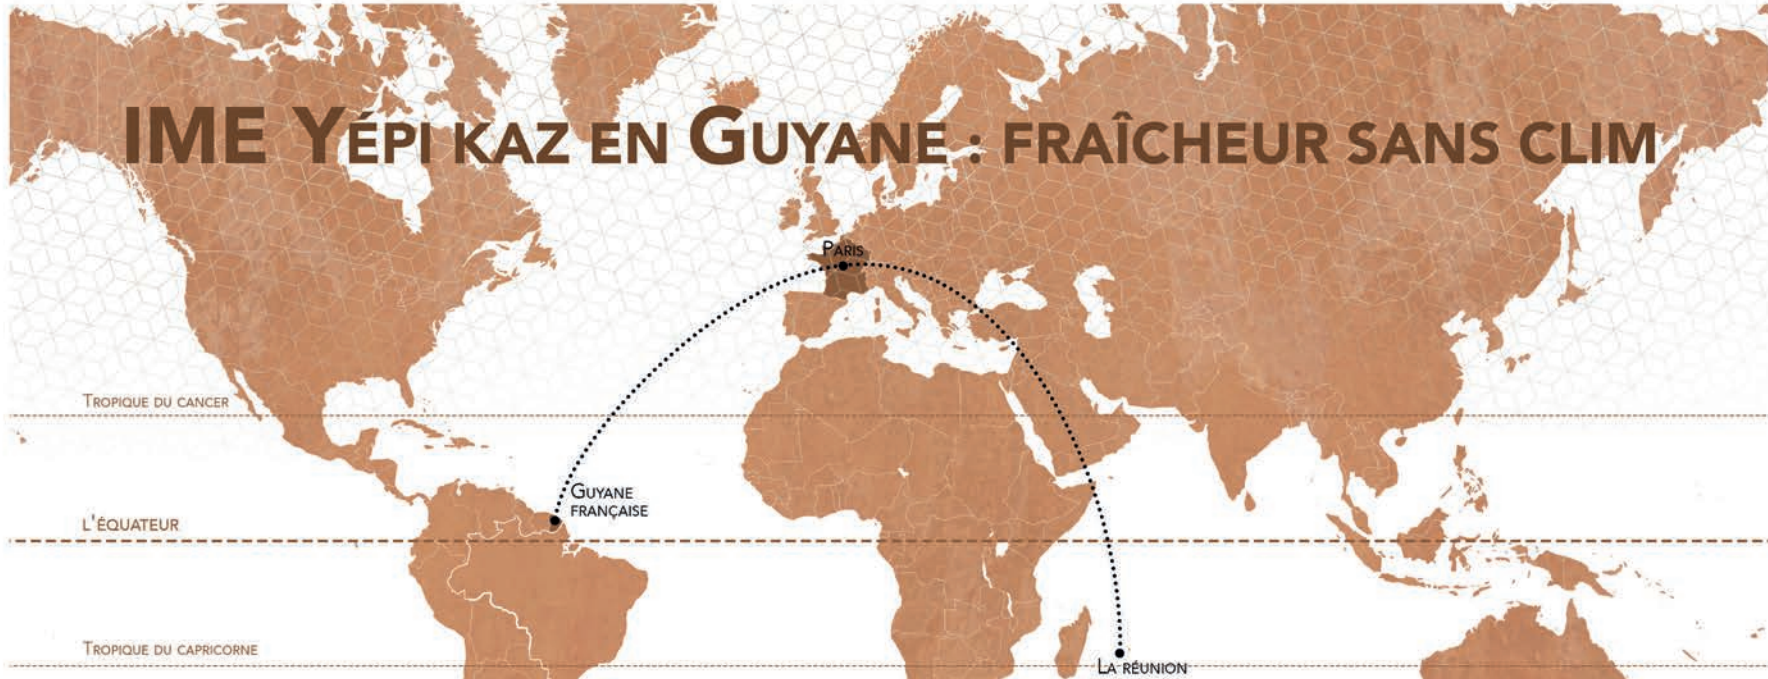 IME Yépi kaz en Guyane : fraîcheur sans clim
Paris
Tropique du cancer
Guyane
française
L'équateur
Tropique du capricorne
La réunion